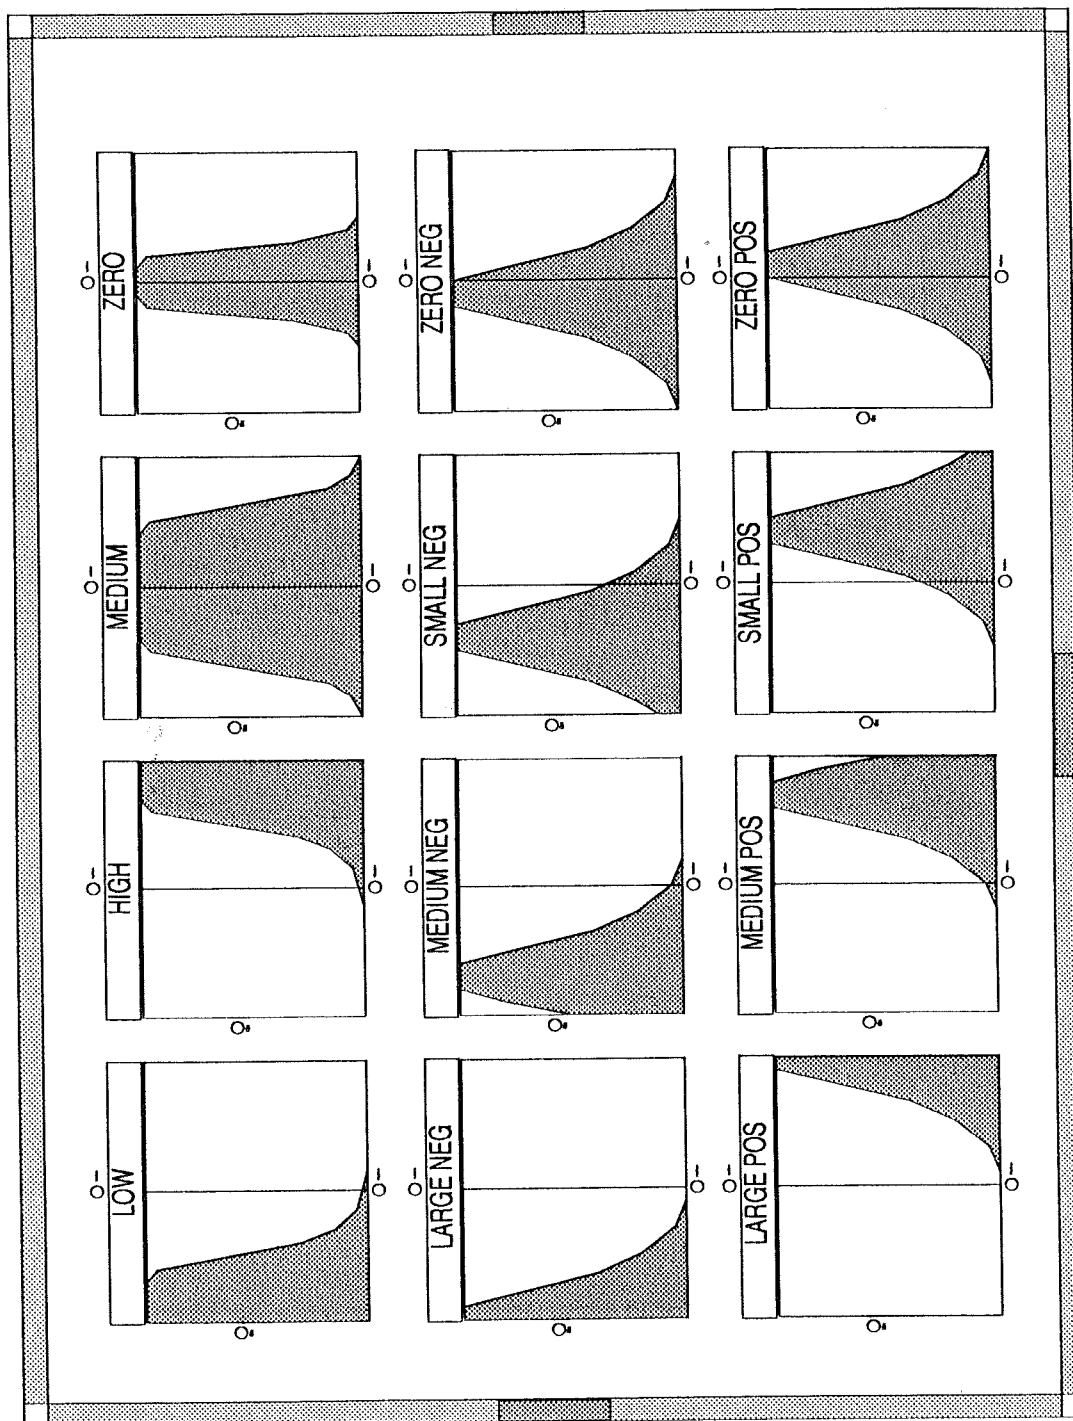 LOW
HIGH
MEDIUM
ZERO
LARGE NEG
MEDIUM NEG
SMALL NEG
ZERO NEG
LARGE POS
MEDIUM POS
SMALL POS
ZERO POS